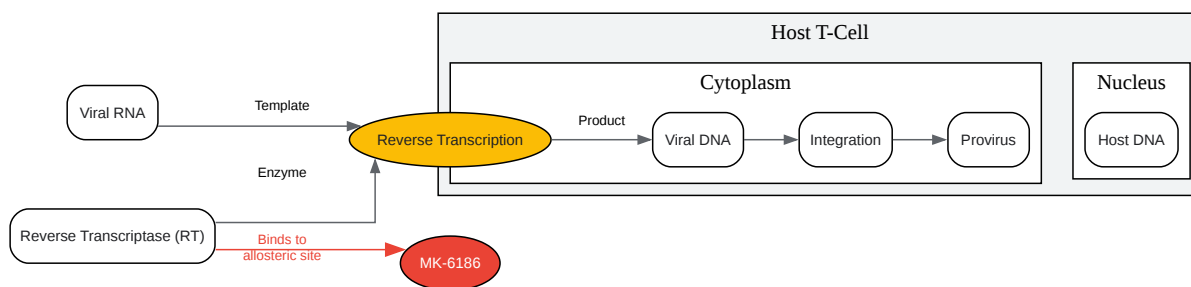 Host T-Cell
Cytoplasm
Nucleus
Viral RNA
Template
Reverse Transcription
Product
Viral DNA
Integration
Provirus
Host DNA
Enzyme
Reverse Transcriptase (RT)
Binds to
allosteric site
MK-6186